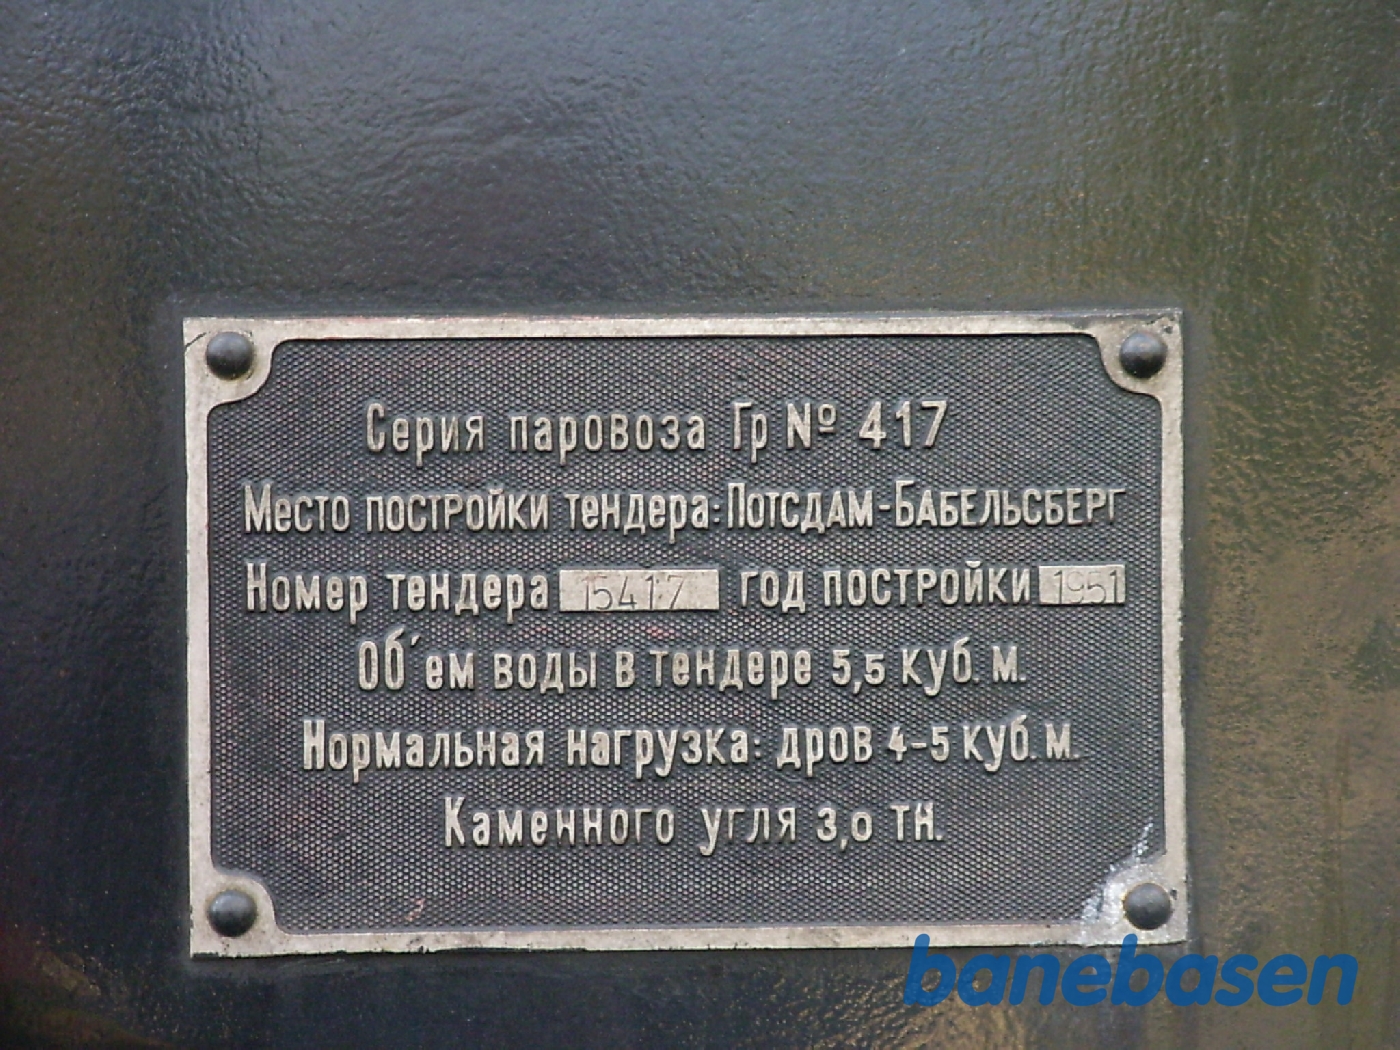 Серия паровоза Гр № 417
Место постройки тендера: Потсдам-Бабельсберг
Номер тендера 15417 год постройки 1951
Об'ем воды в тендере 5,5 куб. м.
Нормальная нагрузка: дров 4-5 куб. м.
Каменного угля 3,0 тн.
banebasen